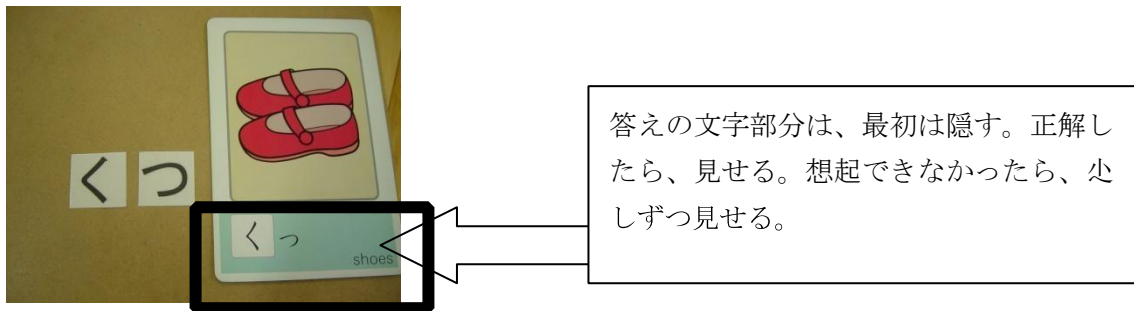 くつ
くつ
shoes
答えの文字部分は、最初は隠す。正解し
たら、見せる。想起できなかったら、少
しずつ見せる。